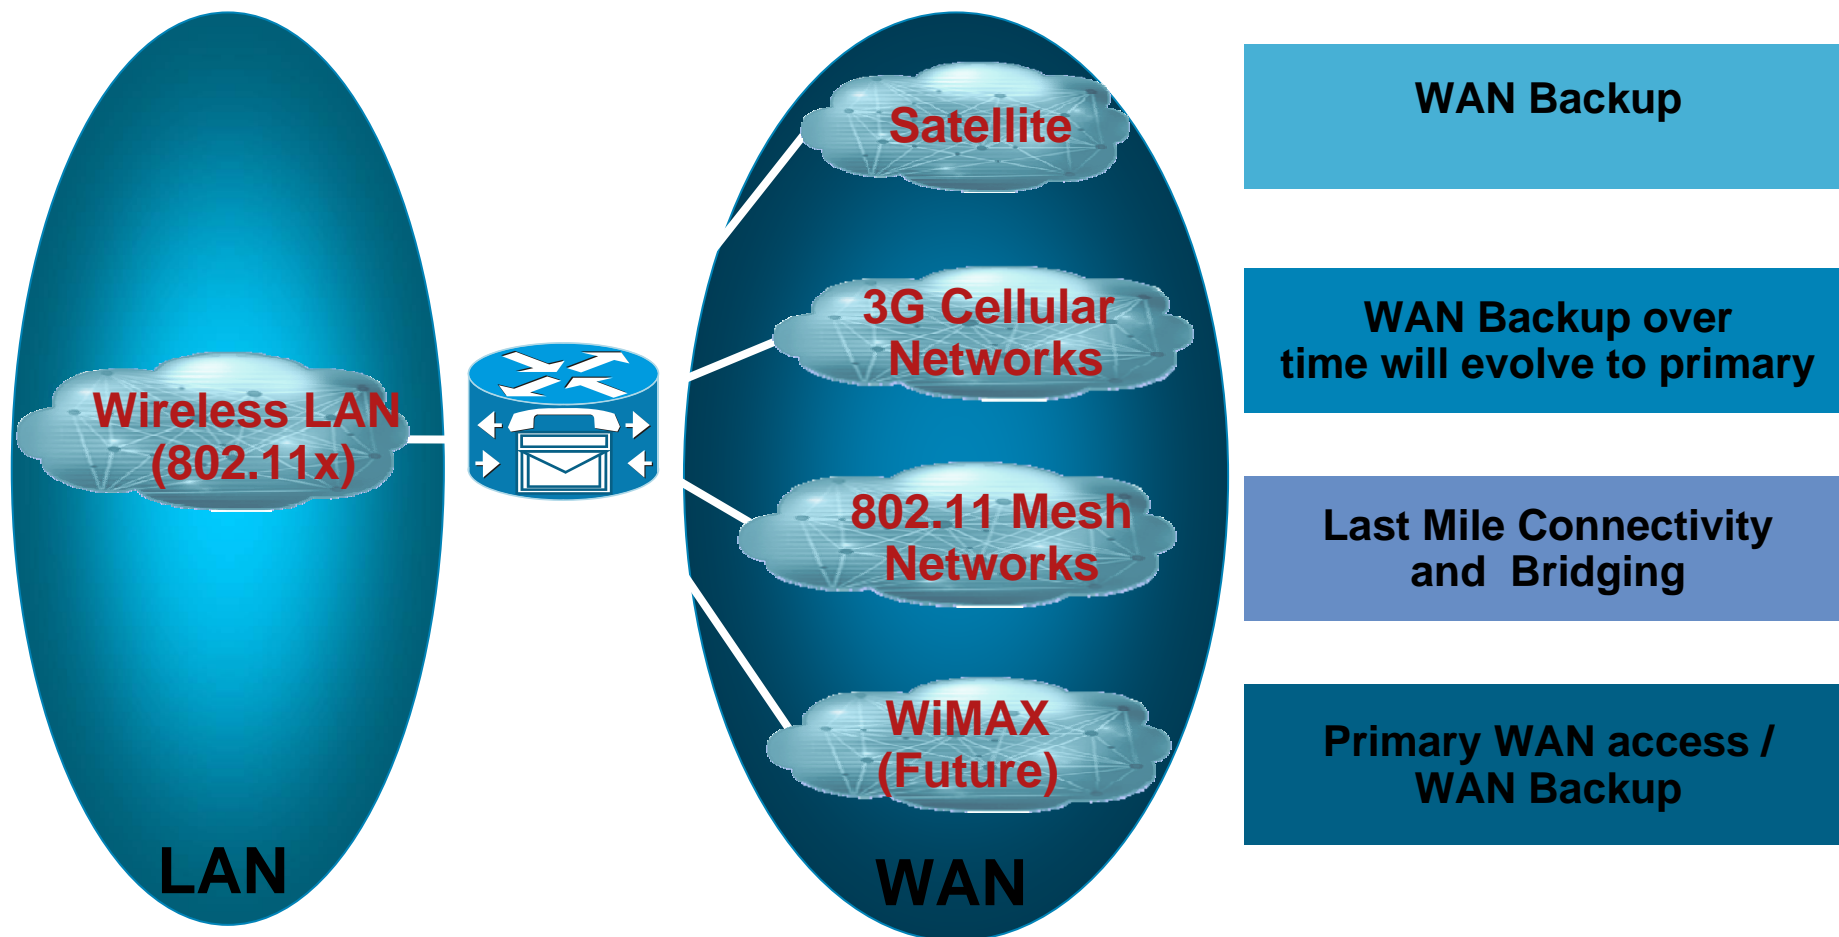 Wireless LAN
(802.11x)
LAN
Satellite
3G Cellular
Networks
802.11 Mesh
Networks
WiMAX
(Future)
WAN
WAN Backup
WAN Backup over
time will evolve to primary
Last Mile Connectivity
and Bridging
Primary WAN access /
WAN Backup